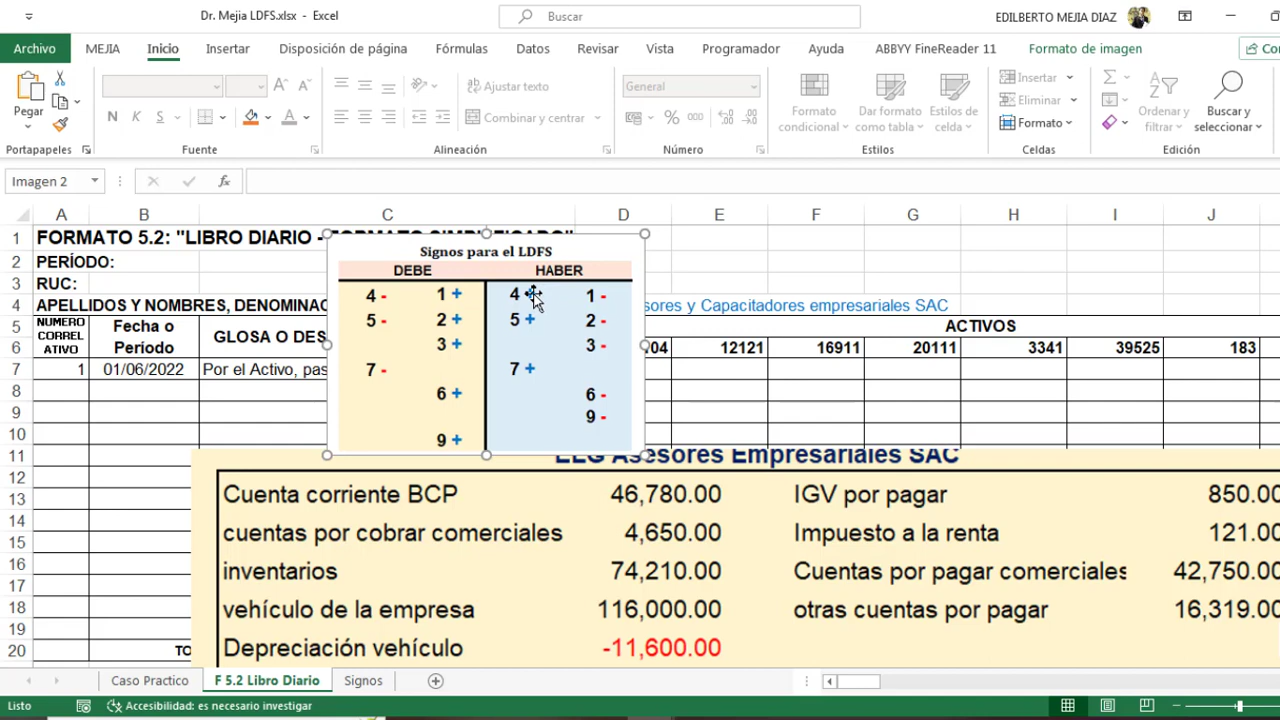 Dr. Mejia LDFS.xlsx - Excel
Buscar
EDILBERTO MEJIA DIAZ
Archivo MEJIA Inicio Insertar Disposición de página Fórmulas Datos Revisar Vista Programador Ayuda ABBYY FineReader 11 Formato de imagen
Pegar
N K S A A
Ajustar texto
Combinar y centrar
General
% 000
Formato condicional
Dar formato como tabla
Estilos de celda
Insertar
Eliminar
Formato
Ordenar y filtrar
Buscar y seleccionar
Portapapeles Fuente Alineación Número Estilos Celdas Edición
Imagen 2 fx
A B C D E F G H I J
1 FORMATO 5.2: "LIBRO DIARIO -
2 PERÍODO:
3 RUC:
4 APELLIDOS Y NOMBRES, DENOMINA sores y Capacitadores empresariales SAC
5 NUMERO CORREL ATIVO Fecha o Período GLOSA O DES ACTIVOS
6 704 12121 16911 20111 3341 39525 183
7 1 01/06/2022 Por el Activo, pas
8
9
10
11
12
13
14
15
16
17
18
19
20 TO
Signos para el LDFS
DEBE HABER
4 - 1 + 4 + 1 -
5 - 2 + 5 + 2 -
3 + 3 -
7 - 7 +
6 + 6 -
9 -
9 +
Asesores Empresariales SAC
Cuenta corriente BCP 46,780.00 IGV por pagar 850.00
cuentas por cobrar comerciales 4,650.00 Impuesto a la renta 121.00
inventarios 74,210.00 Cuentas por pagar comerciales 42,750.00
vehículo de la empresa 116,000.00 otras cuentas por pagar 16,319.00
Depreciación vehículo -11,600.00
Caso Practico F 5.2 Libro Diario Signos
Listo Accesibilidad: es necesario investigar